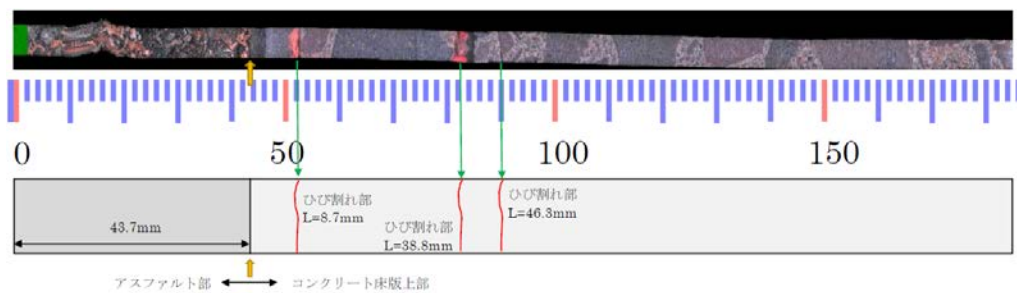 0
50
100
150
ひび割れ部
L=8.7mm
ひび割れ部
L=46.3mm
43.7mm
ひび割れ部
L=38.8mm
アスファルト部
コンクリート床版上部